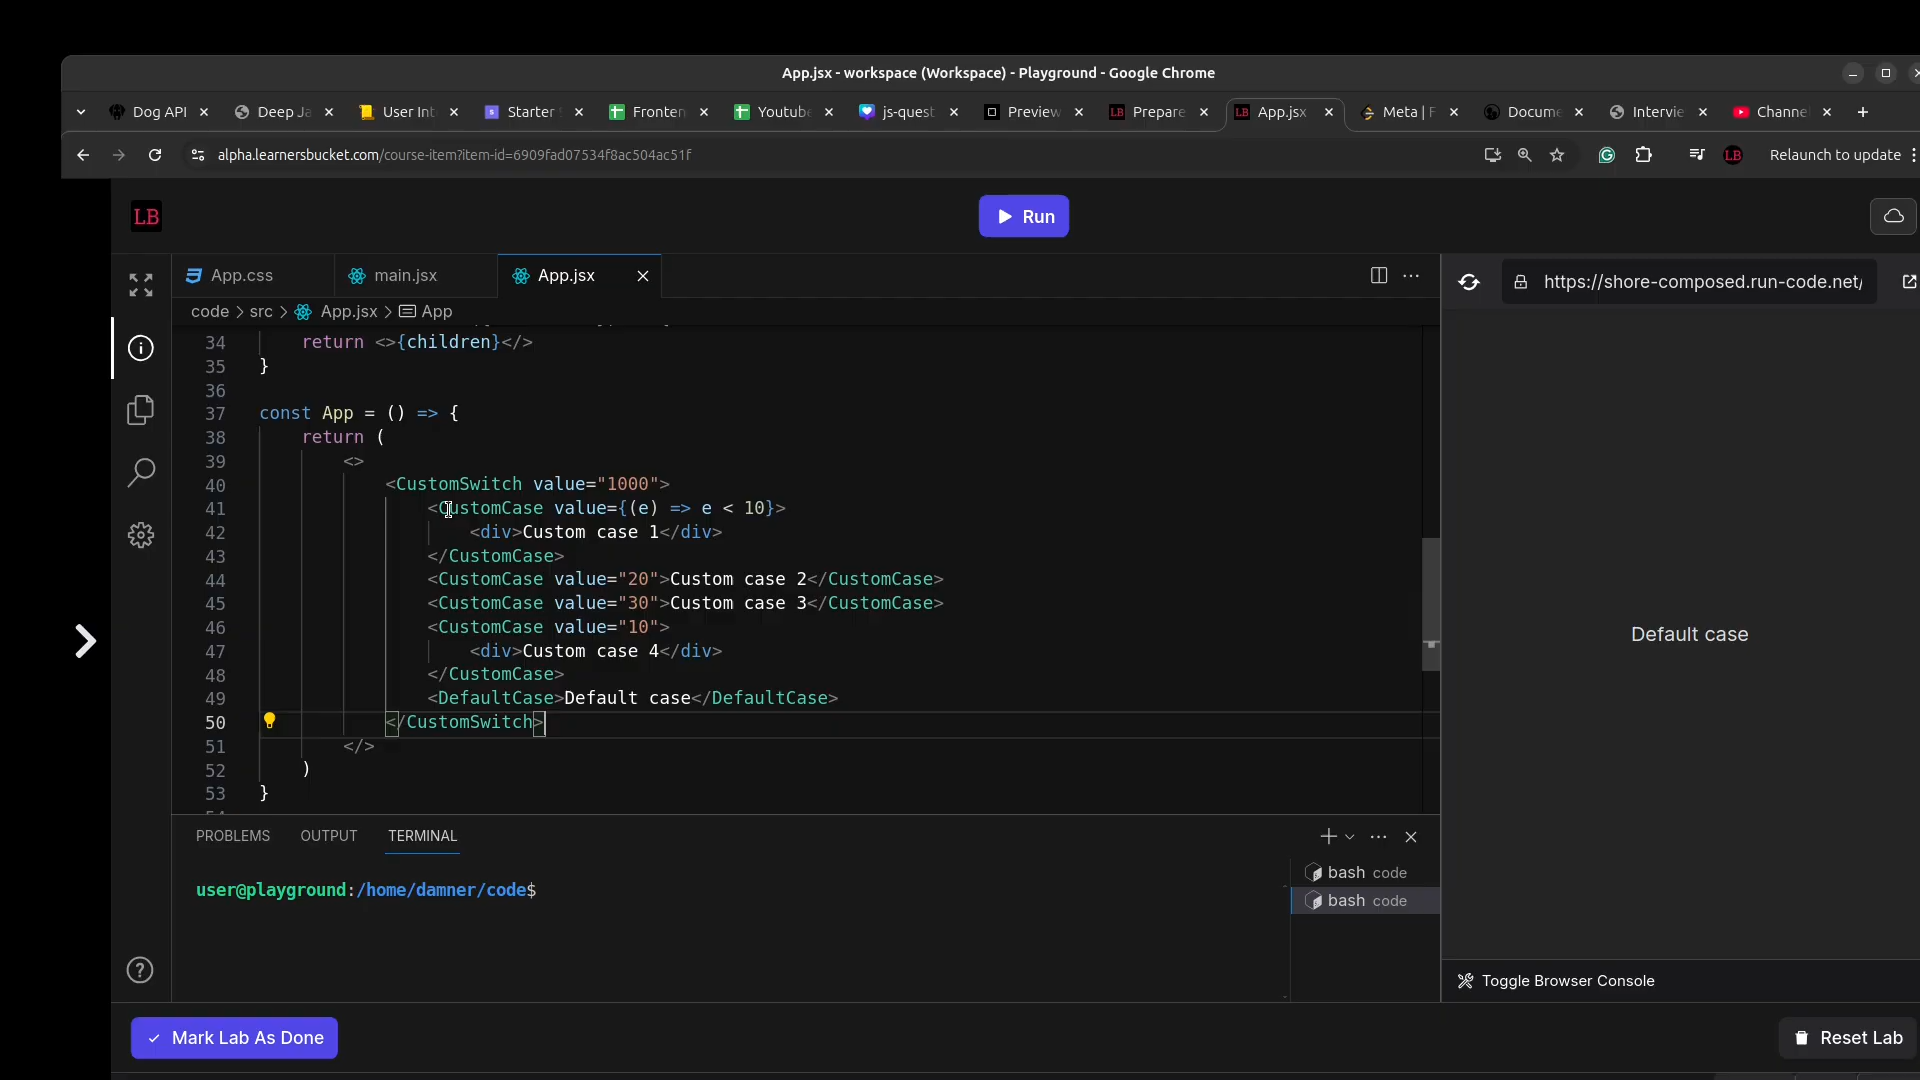 App.jsx - workspace (Workspace) - Playground - Google Chrome
Dog API
Deep Ja
User Int
Starter
Fronten
Youtube
js-quest
Preview
LB Prepare
LB App.jsx
Meta | F
Docume
Intervie
Channe
alpha.learnersbucket.com/course-item?item-id=6909fad07534f8ac504ac51f
LB
Relaunch to update
LB
Run
App.css
main.jsx
App.jsx
https://shore-composed.run-code.net/
code > src > App.jsx > App
34 return <>{children}</>
35 }
36
37 const App = () => {
38 return (
39 <>
40 <CustomSwitch value="1000">
41 <CustomCase value={(e) => e < 10}>
42 <div>Custom case 1</div>
43 </CustomCase>
44 <CustomCase value="20">Custom case 2</CustomCase>
45 <CustomCase value="30">Custom case 3</CustomCase>
46 <CustomCase value="10">
47 <div>Custom case 4</div>
48 </CustomCase>
49 <DefaultCase>Default case</DefaultCase>
50 </CustomSwitch>
51 </>
52 )
53 }
Default case
PROBLEMS
OUTPUT
TERMINAL
user@playground:/home/damner/code$
bash code
bash code
Toggle Browser Console
Mark Lab As Done
Reset Lab